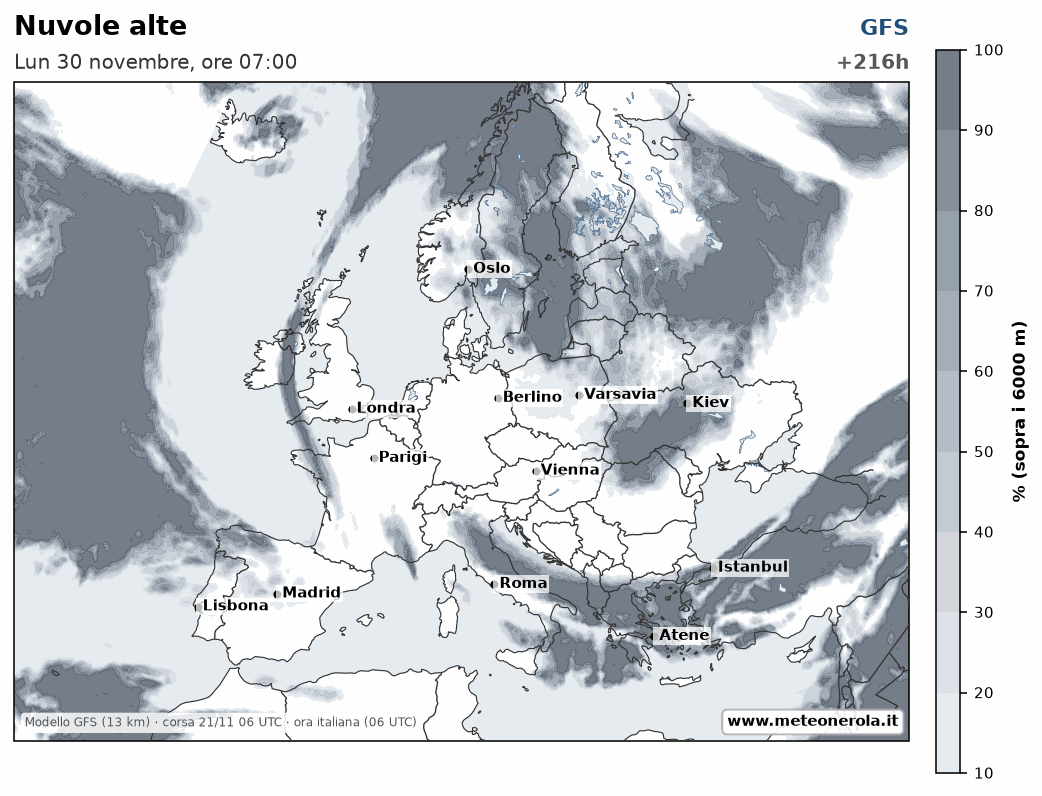 Nuvole alte
GFS
Lun 30 novembre, ore 07:00
+216h
100
90
80
70
60
50
40
30
20
10
% (sopra i 6000 m)
Oslo
Londra
Berlino
Varsavia
Kiev
Parigi
Vienna
Istanbul
Roma
Madrid
Lisbona
Atene
Modello GFS (13 km) · corsa 21/11 06 UTC · ora italiana (06 UTC)
www.meteonerola.it